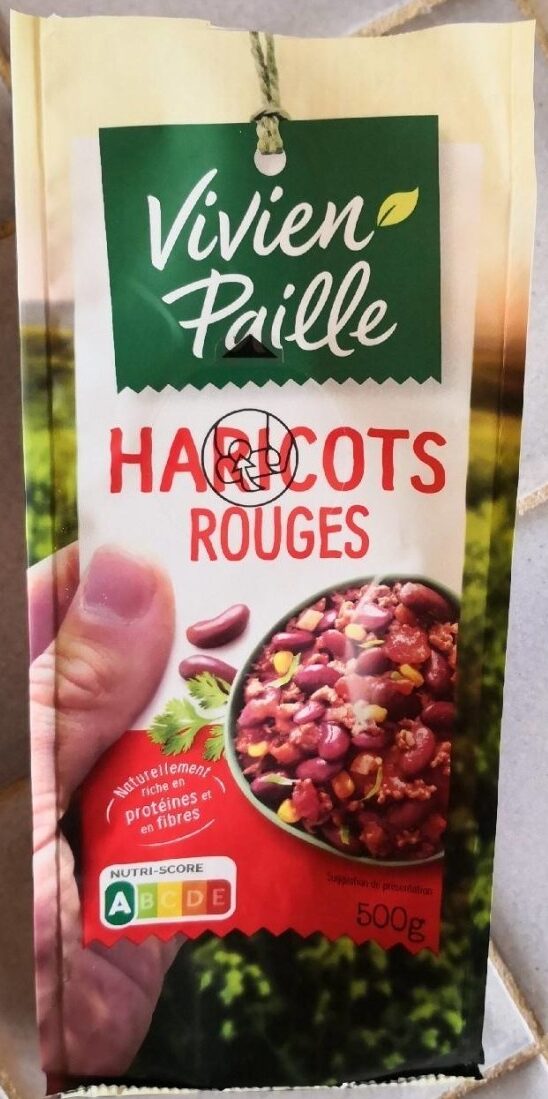 Vivien
Paille
HARICOTS
ROUGES
Naturellement
riche en
protéines et
en fibres
NUTRI-SCORE
A B C D E
Suggestion de présentation
500g